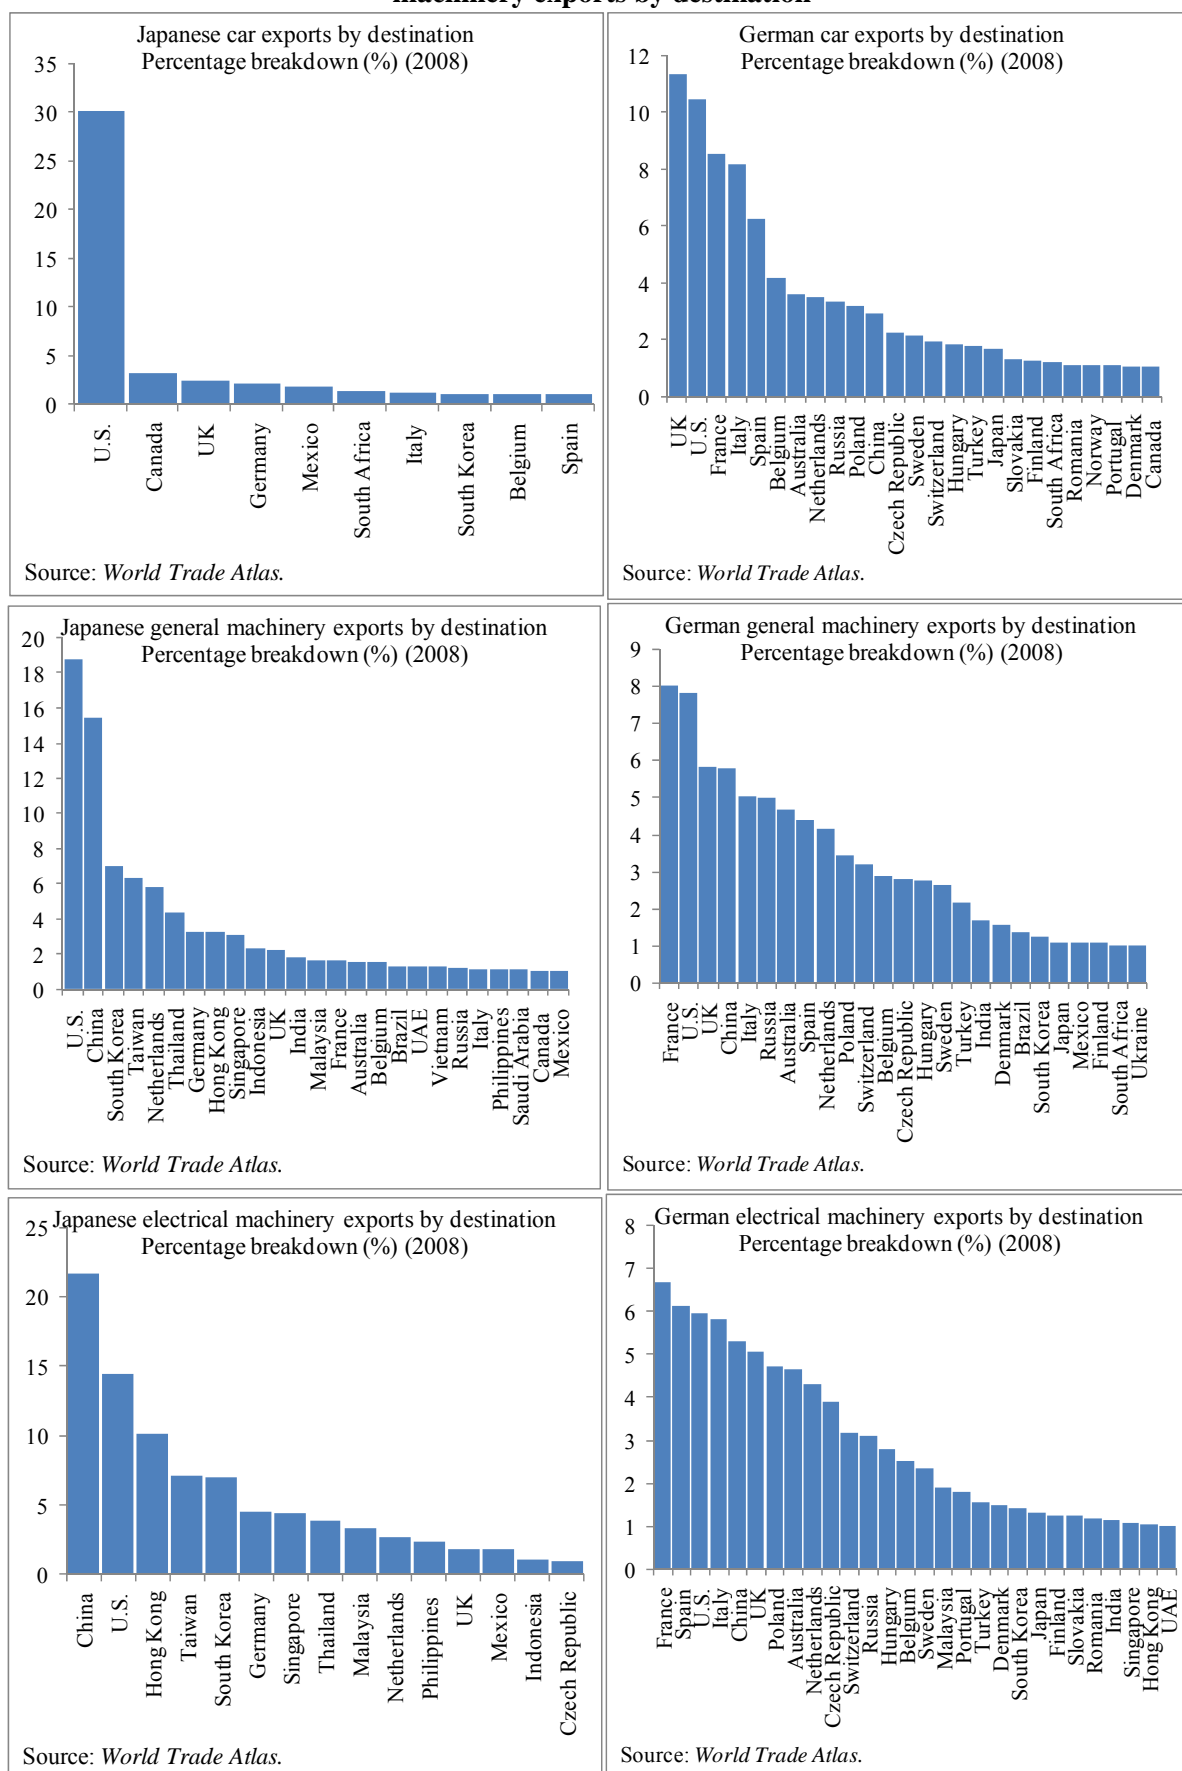 machinery exports by destination
Japanese car exports by destination
Percentage breakdown (%) (2008)
35
30
25
20
15
10
5
0
U.S.
Canada
UK
Germany
Mexico
South Africa
Italy
South Korea
Belgium
Spain
Source: World Trade Atlas.
German car exports by destination
Percentage breakdown (%) (2008)
12
10
8
6
4
2
0
UK
U.S.
France
Italy
Spain
Belgium
Australia
Netherlands
Russia
Poland
China
Czech Republic
Sweden
Switzerland
Hungary
Turkey
Japan
Slovakia
Finland
South Africa
Romania
Norway
Portugal
Denmark
Canada
Source: World Trade Atlas.
Japanese general machinery exports by destination
Percentage breakdown (%) (2008)
20
18
16
14
12
10
8
6
4
2
0
U.S.
China
South Korea
Taiwan
Netherlands
Thailand
Germany
Hong Kong
Singapore
Indonesia
UK
India
Malaysia
France
Australia
Belgium
Brazil
UAE
Vietnam
Russia
Italy
Philippines
Saudi Arabia
Canada
Mexico
Source: World Trade Atlas.
German general machinery exports by destination
Percentage breakdown (%) (2008)
9
8
7
6
5
4
3
2
1
0
France
U.S.
UK
China
Italy
Russia
Australia
Spain
Netherlands
Poland
Switzerland
Belgium
Czech Republic
Hungary
Sweden
Turkey
India
Denmark
Brazil
South Korea
Japan
Mexico
Finland
South Africa
Ukraine
Source: World Trade Atlas.
Japanese electrical machinery exports by destination
Percentage breakdown (%) (2008)
25
20
15
10
5
0
China
U.S.
Hong Kong
Taiwan
South Korea
Germany
Singapore
Thailand
Malaysia
Netherlands
Philippines
UK
Mexico
Indonesia
Czech Republic
Source: World Trade Atlas.
German electrical machinery exports by destination
Percentage breakdown (%) (2008)
8
7
6
5
4
3
2
1
0
France
Spain
U.S.
Italy
China
UK
Poland
Australia
Netherlands
Czech Republic
Switzerland
Russia
Hungary
Belgium
Sweden
Malaysia
Portugal
Turkey
Denmark
South Korea
Japan
Finland
Slovakia
Romania
India
Singapore
Hong Kong
UAE
Source: World Trade Atlas.